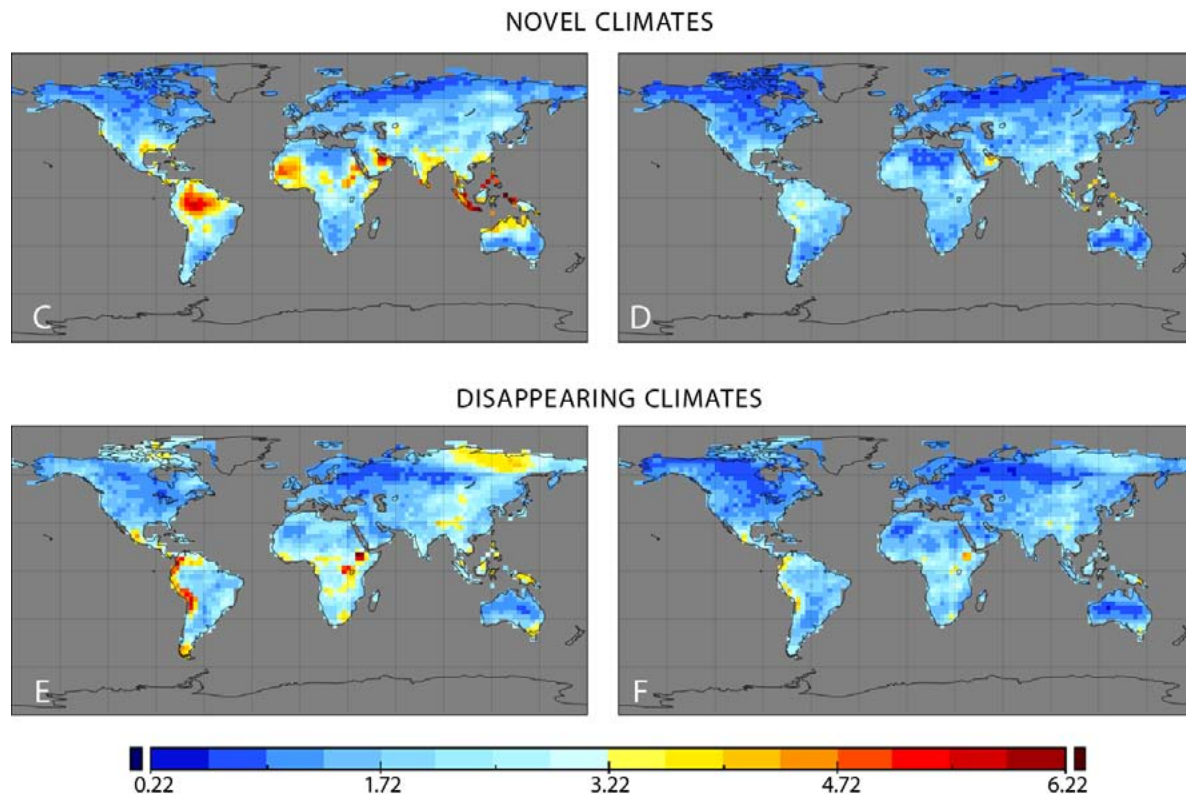 NOVEL CLIMATES
C
D
DISAPPEARING CLIMATES
E
F
0.22 1.72 3.22 4.72 6.22